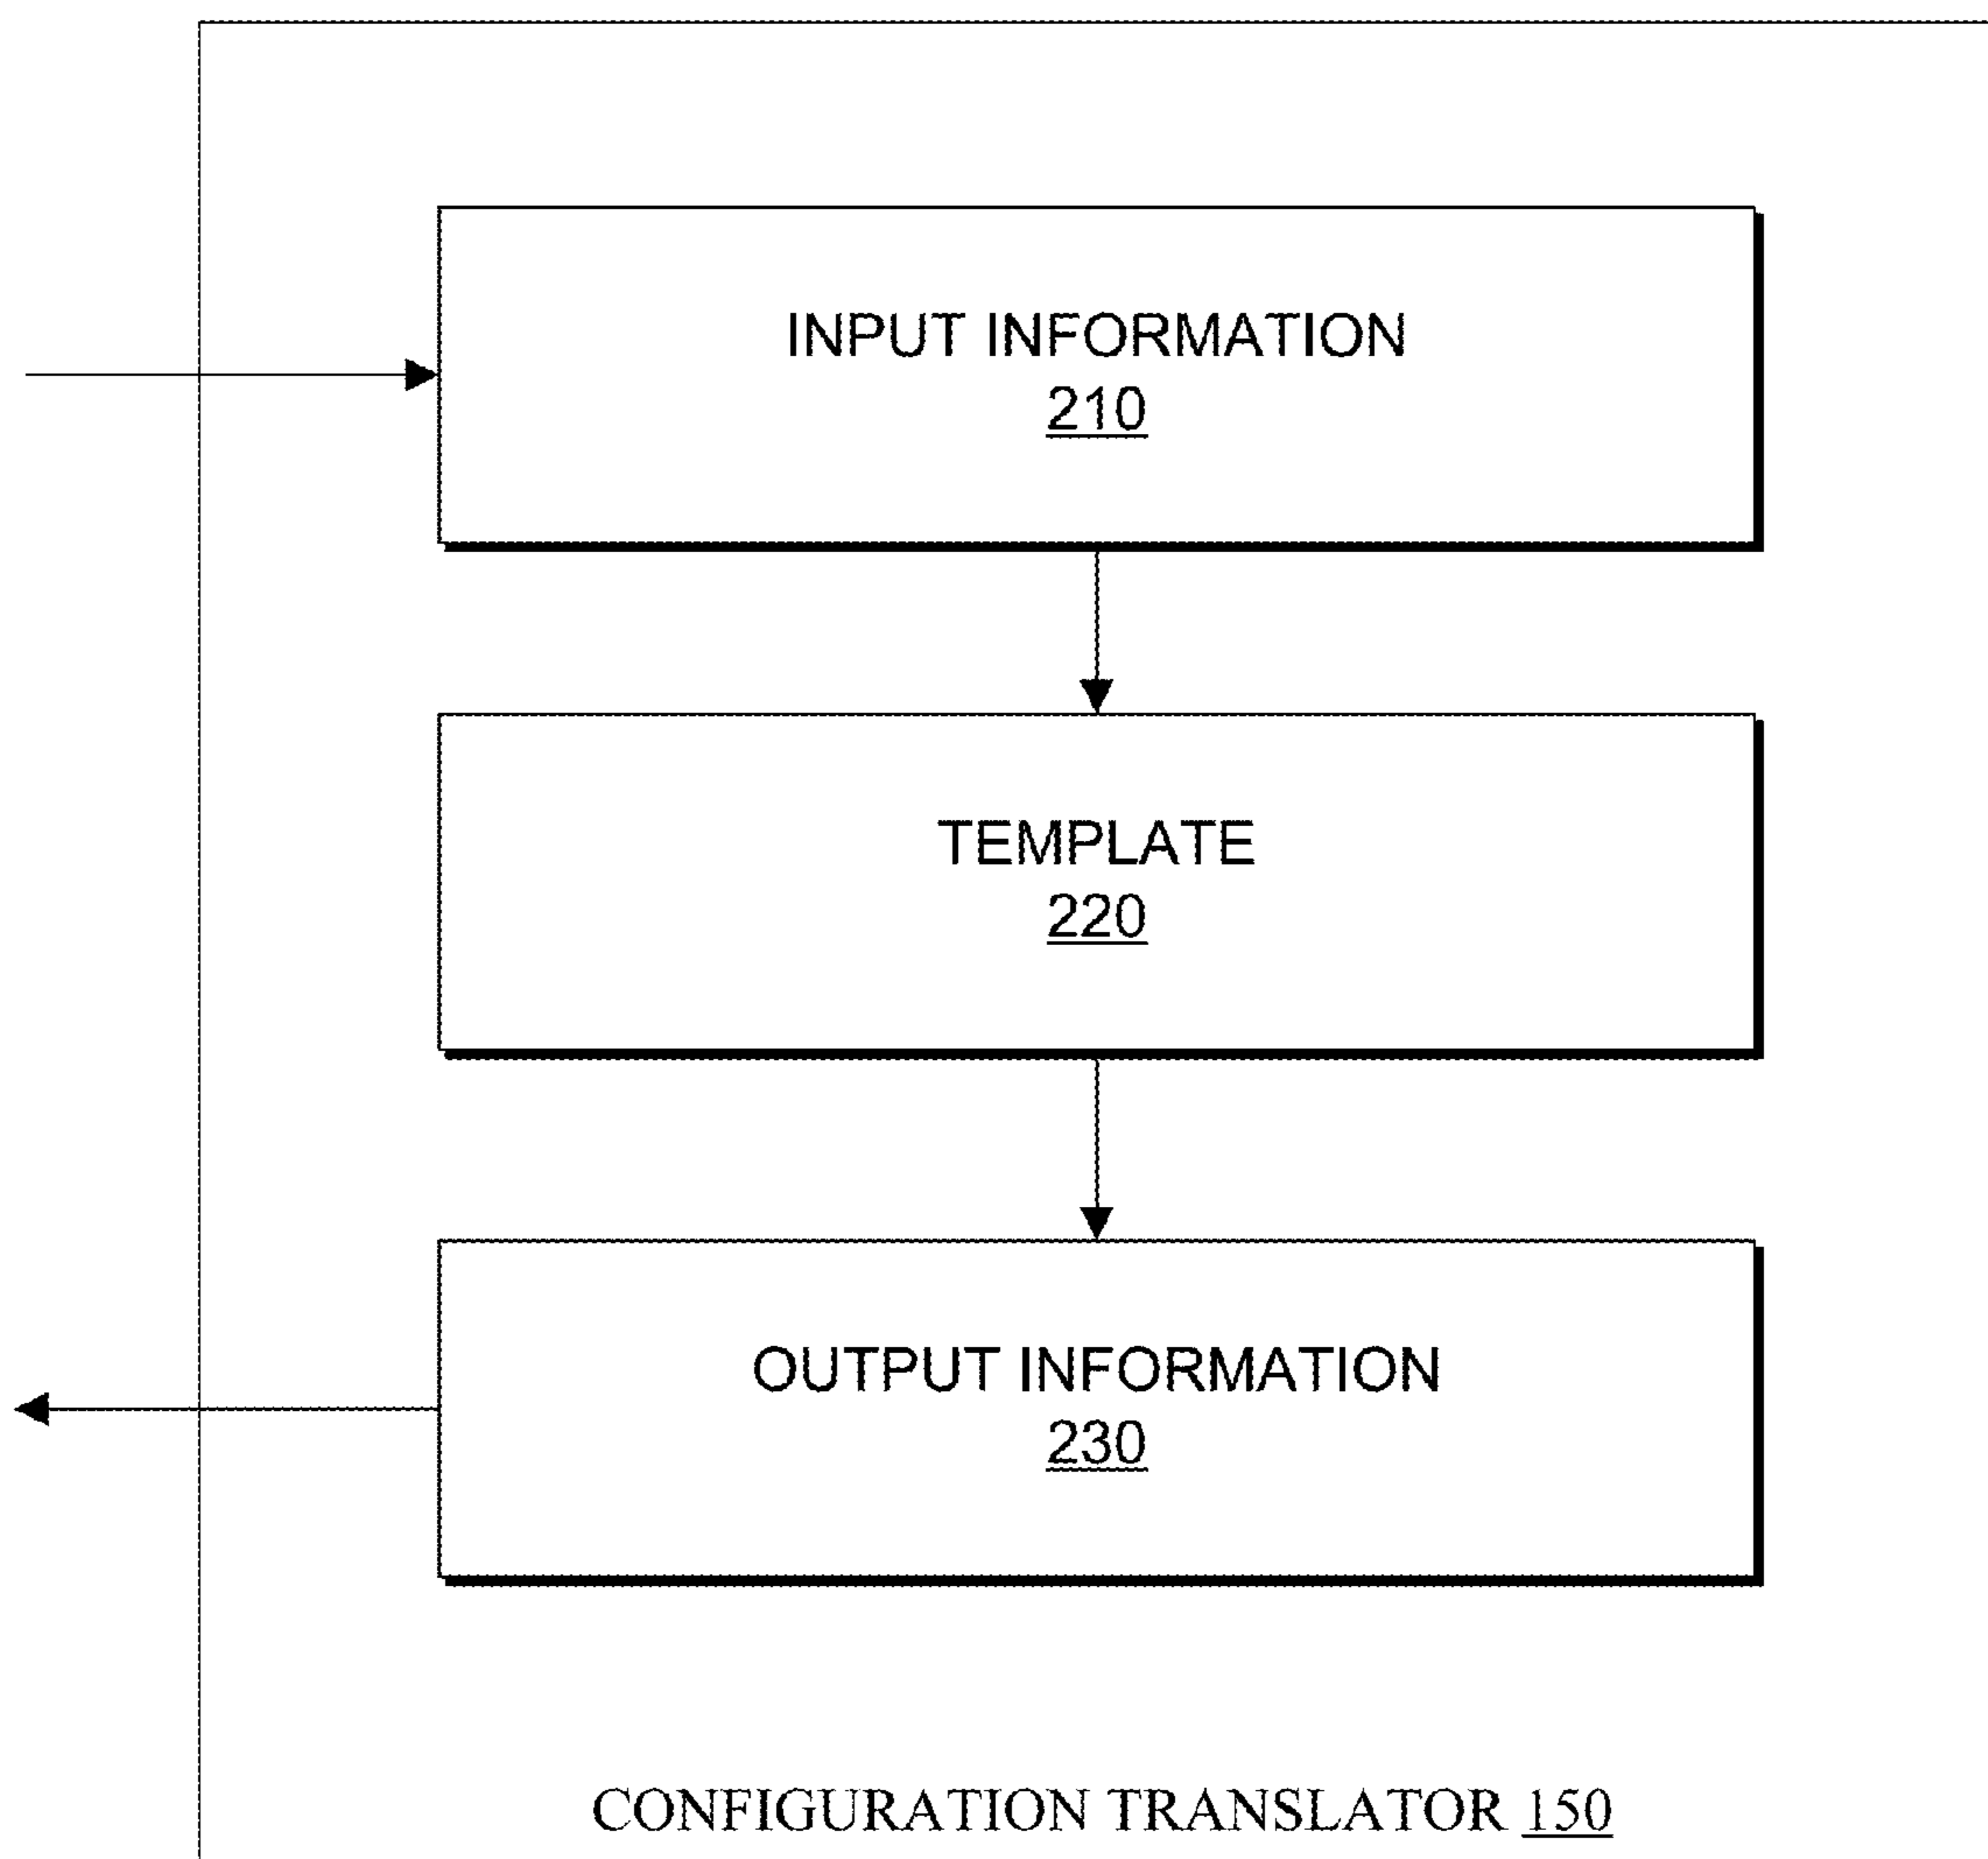 INPUT INFORMATION
210
TEMPLATE
220
OUTPUT INFORMATION
230
CONFIGURATION TRANSLATOR 150